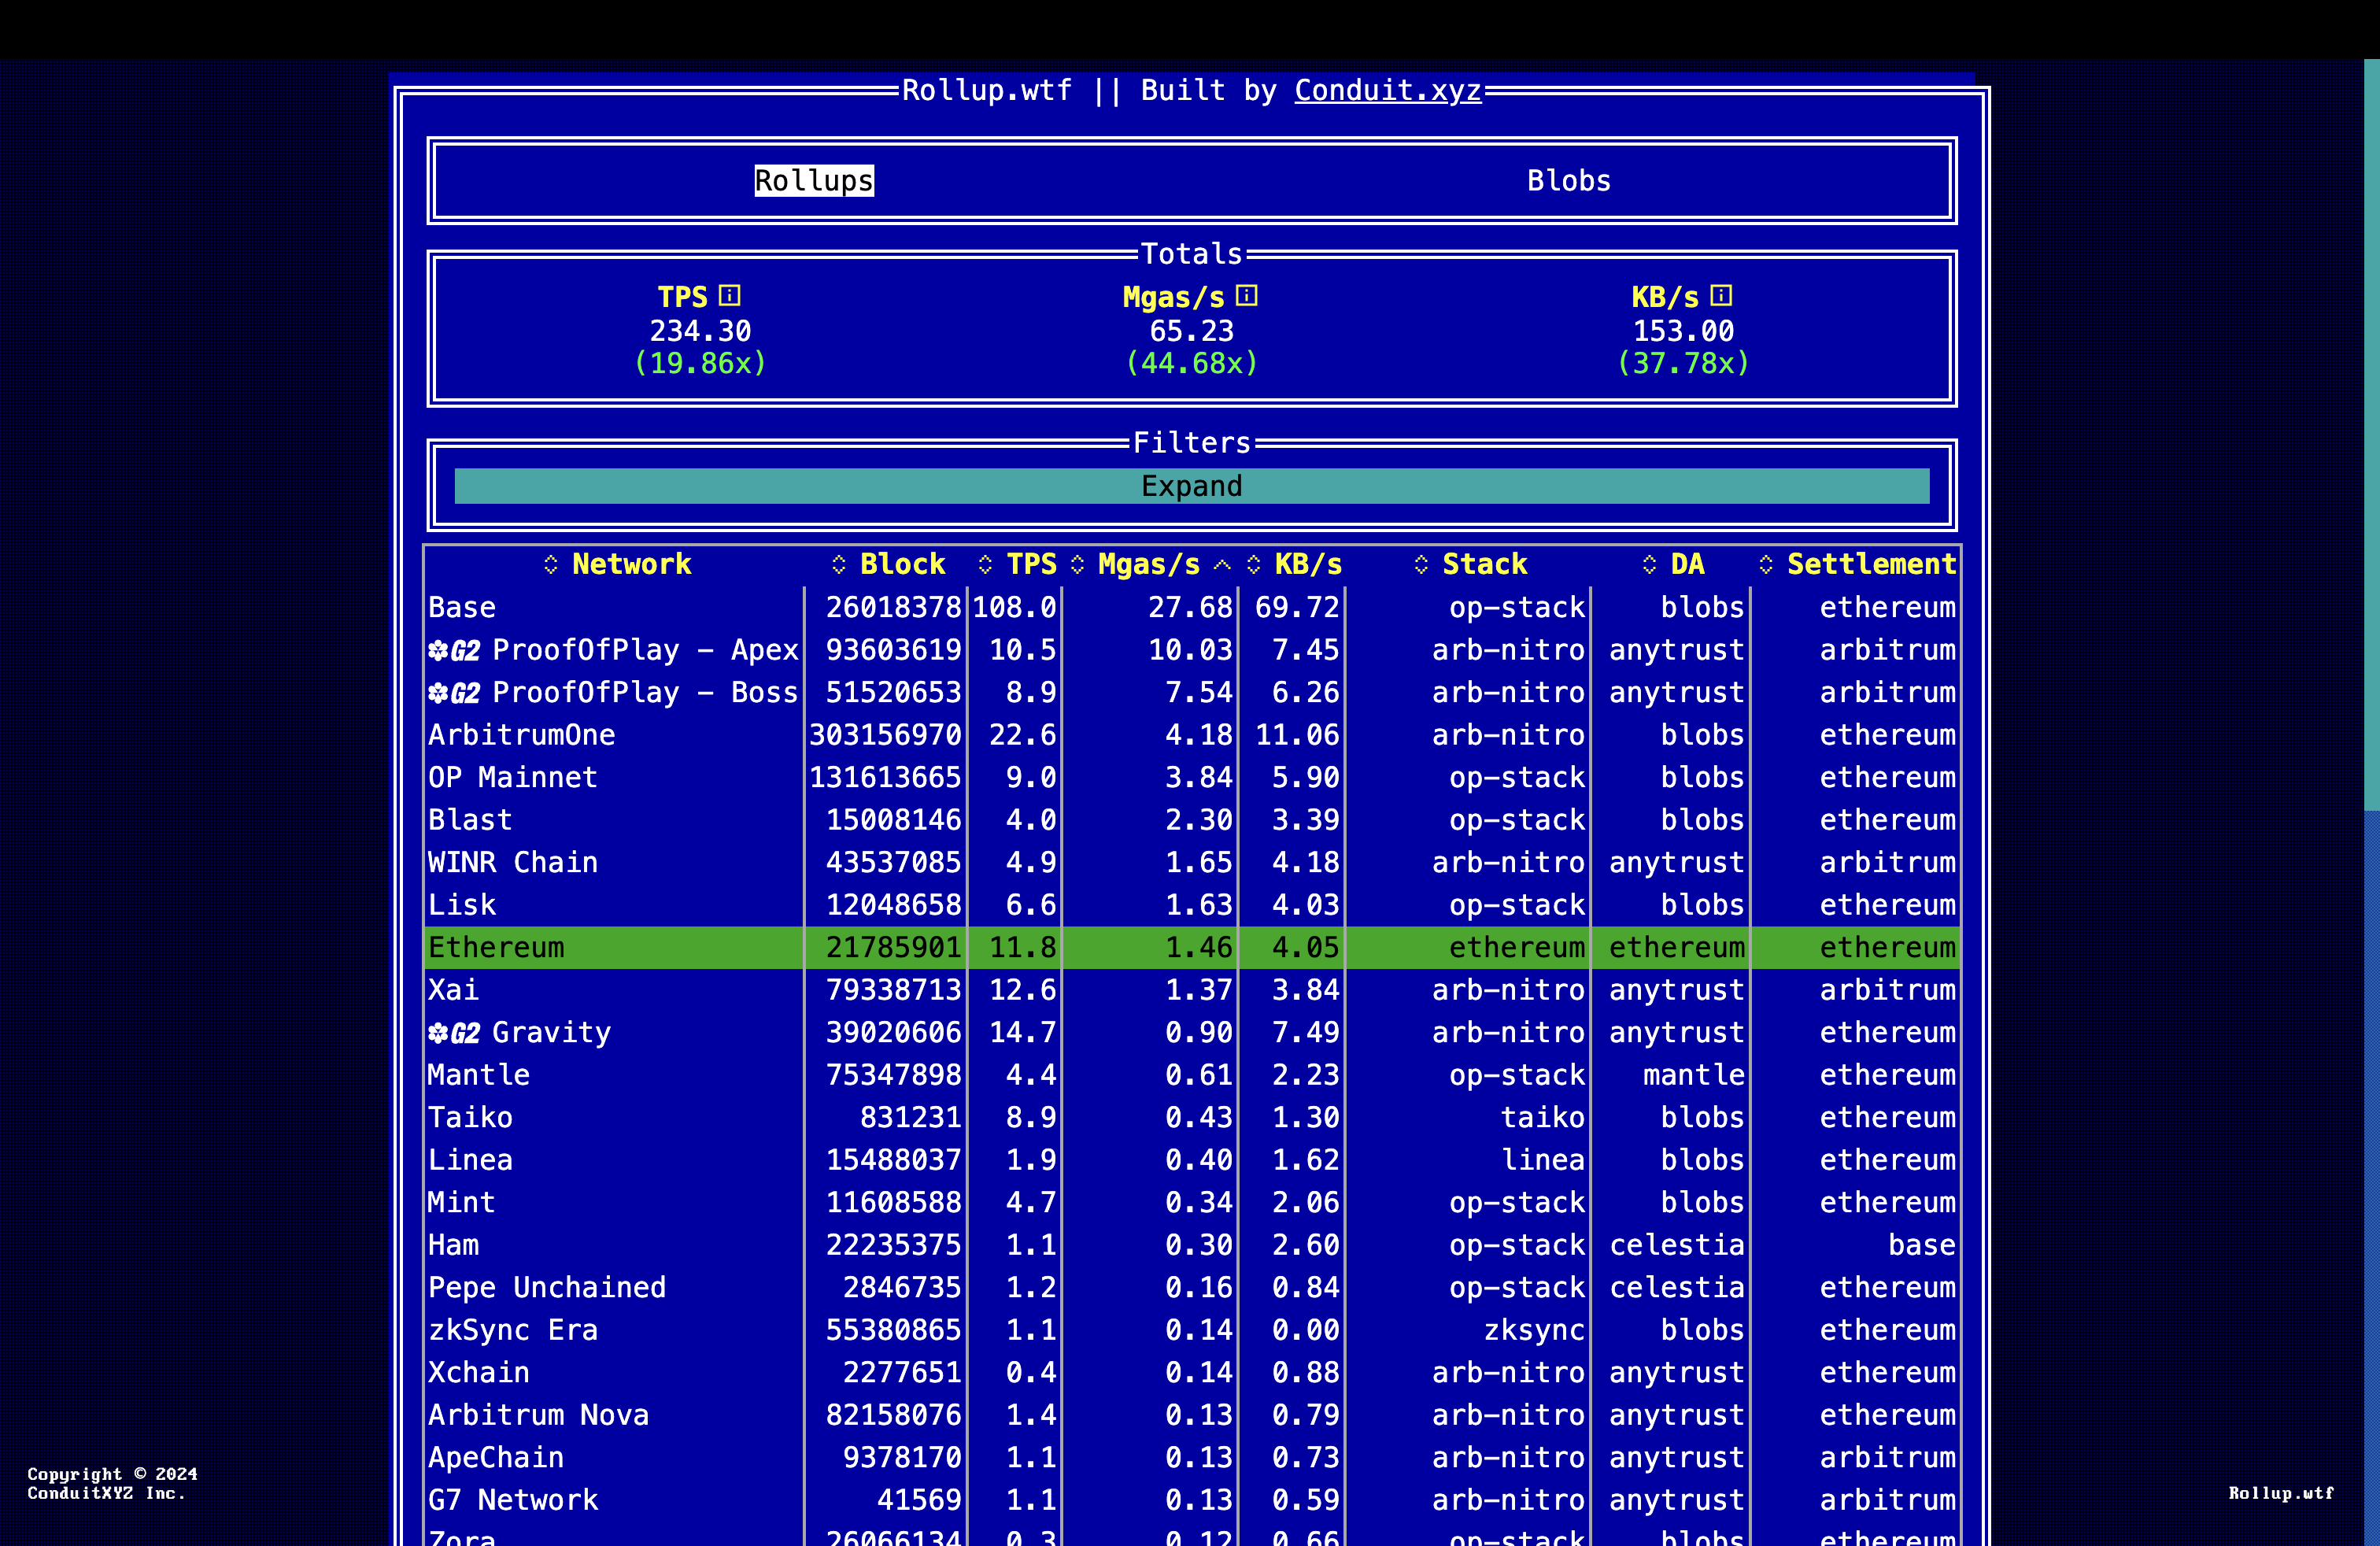 Rollup.wtf || Built by Conduit.xyz
Rollups Blobs
Totals
TPS Mgas/s KB/s
234.30 65.23 153.00
(19.86x) (44.68x) (37.78x)
Filters
Expand
Network Block TPS Mgas/s KB/s Stack DA Settlement
Base 26018378 108.0 27.68 69.72 op-stack blobs ethereum
G2 ProofOfPlay - Apex 93603619 10.5 10.03 7.45 arb-nitro anytrust arbitrum
G2 ProofOfPlay - Boss 51520653 8.9 7.54 6.26 arb-nitro anytrust arbitrum
ArbitrumOne 303156970 22.6 4.18 11.06 arb-nitro blobs ethereum
OP Mainnet 131613665 9.0 3.84 5.90 op-stack blobs ethereum
Blast 15008146 4.0 2.30 3.39 op-stack blobs ethereum
WINR Chain 43537085 4.9 1.65 4.18 arb-nitro anytrust arbitrum
Lisk 12048658 6.6 1.63 4.03 op-stack blobs ethereum
Ethereum 21785901 11.8 1.46 4.05 ethereum ethereum ethereum
Xai 79338713 12.6 1.37 3.84 arb-nitro anytrust arbitrum
G2 Gravity 39020606 14.7 0.90 7.49 arb-nitro anytrust ethereum
Mantle 75347898 4.4 0.61 2.23 op-stack mantle ethereum
Taiko 831231 8.9 0.43 1.30 taiko blobs ethereum
Linea 15488037 1.9 0.40 1.62 linea blobs ethereum
Mint 11608588 4.7 0.34 2.06 op-stack blobs ethereum
Ham 22235375 1.1 0.30 2.60 op-stack celestia base
Pepe Unchained 2846735 1.2 0.16 0.84 op-stack celestia ethereum
zkSync Era 55380865 1.1 0.14 0.00 zksync blobs ethereum
Xchain 2277651 0.4 0.14 0.88 arb-nitro anytrust ethereum
Arbitrum Nova 82158076 1.4 0.13 0.79 arb-nitro anytrust ethereum
ApeChain 9378170 1.1 0.13 0.73 arb-nitro anytrust arbitrum
G7 Network 41569 1.1 0.13 0.59 arb-nitro anytrust arbitrum
Zora 26066134 0.3 0.12 0.66 op-stack blobs ethereum
Copyright © 2024
ConduitXYZ Inc.
Rollup.wtf